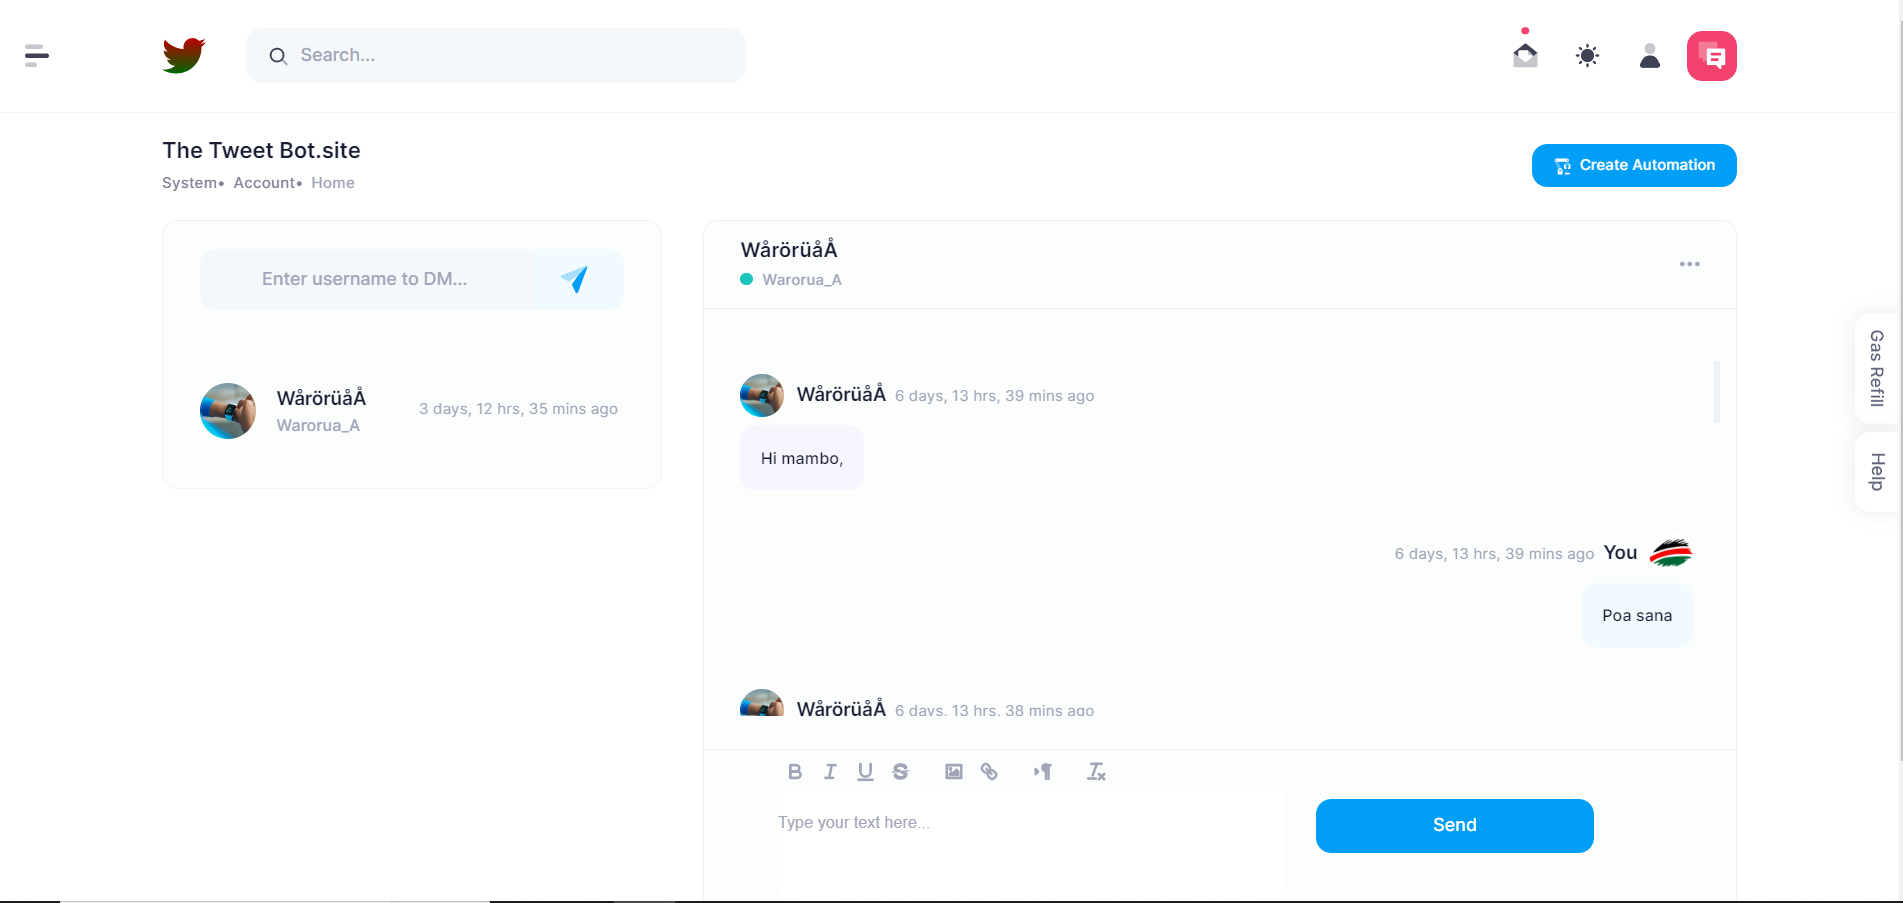 Search...
The Tweet Bot.site
System• Account• Home
Create Automation
Enter username to DM...
WårörüåÅ
Warorua_A
3 days, 12 hrs, 35 mins ago
WårörüåÅ
Warorua_A
WårörüåÅ 6 days, 13 hrs, 39 mins ago
Hi mambo,
6 days, 13 hrs, 39 mins ago You
Poa sana
WårörüåÅ 6 days, 13 hrs, 38 mins ago
Type your text here...
Send
Gas Refill
Help